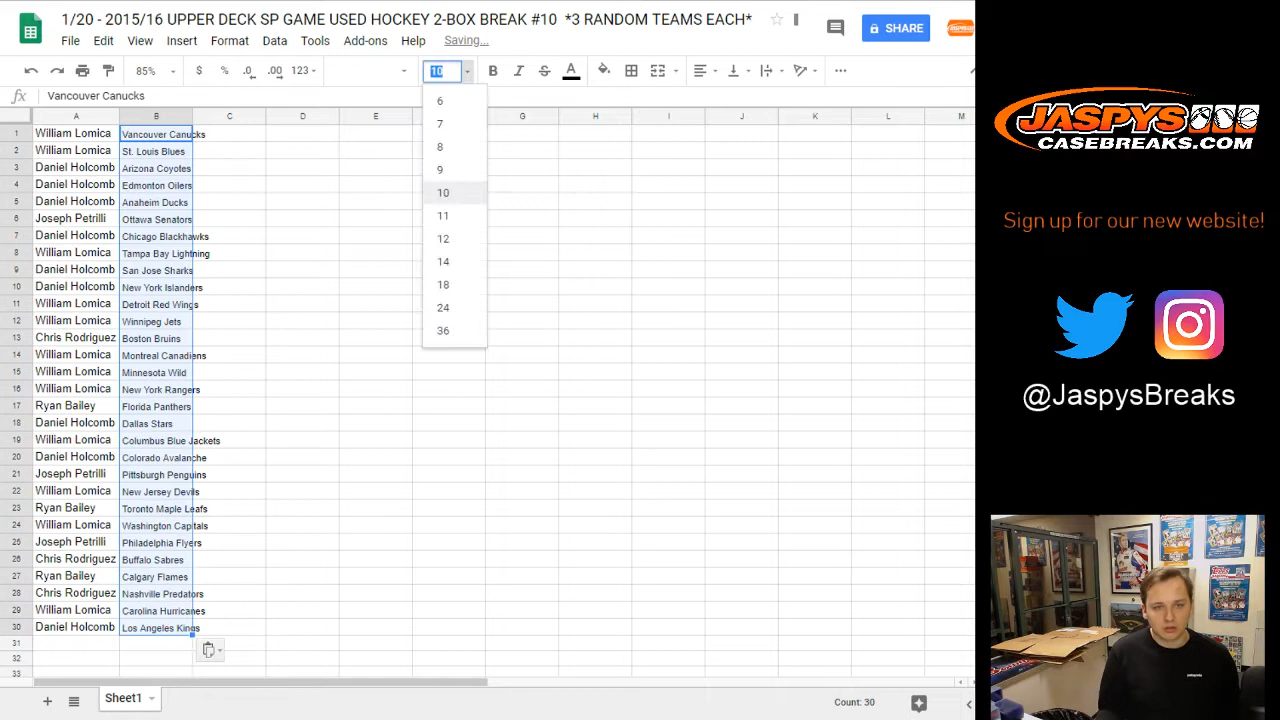 1/20 - 2015/16 UPPER DECK SP GAME USED HOCKEY 2-BOX BREAK #10 *3 RANDOM TEAMS EACH*
File Edit View Insert Format Data Tools Add-ons Help Saving...
SHARE
85% $ % .0 .00 123 10 B I S A
fx Vancouver Canucks
A B C D E G H I J K L M
1 William Lomica Vancouver Canucks
2 William Lomica St. Louis Blues
3 Daniel Holcomb Arizona Coyotes
4 Daniel Holcomb Edmonton Oilers
5 Daniel Holcomb Anaheim Ducks
6 Joseph Petrilli Ottawa Senators
7 Daniel Holcomb Chicago Blackhawks
8 William Lomica Tampa Bay Lightning
9 Daniel Holcomb San Jose Sharks
10 Daniel Holcomb New York Islanders
11 William Lomica Detroit Red Wings
12 William Lomica Winnipeg Jets
13 Chris Rodriguez Boston Bruins
14 William Lomica Montreal Canadiens
15 William Lomica Minnesota Wild
16 William Lomica New York Rangers
17 Ryan Bailey Florida Panthers
18 Daniel Holcomb Dallas Stars
19 William Lomica Columbus Blue Jackets
20 Daniel Holcomb Colorado Avalanche
21 Joseph Petrilli Pittsburgh Penguins
22 William Lomica New Jersey Devils
23 Ryan Bailey Toronto Maple Leafs
24 William Lomica Washington Capitals
25 Joseph Petrilli Philadelphia Flyers
26 Chris Rodriguez Buffalo Sabres
27 Ryan Bailey Calgary Flames
28 Chris Rodriguez Nashville Predators
29 William Lomica Carolina Hurricanes
30 Daniel Holcomb Los Angeles Kings
31
32
33
6
7
8
9
10
11
12
14
18
24
36
Sheet1
Count: 30
JASPYS
CASEBREAKS.COM
Sign up for our new website!
@JaspysBreaks